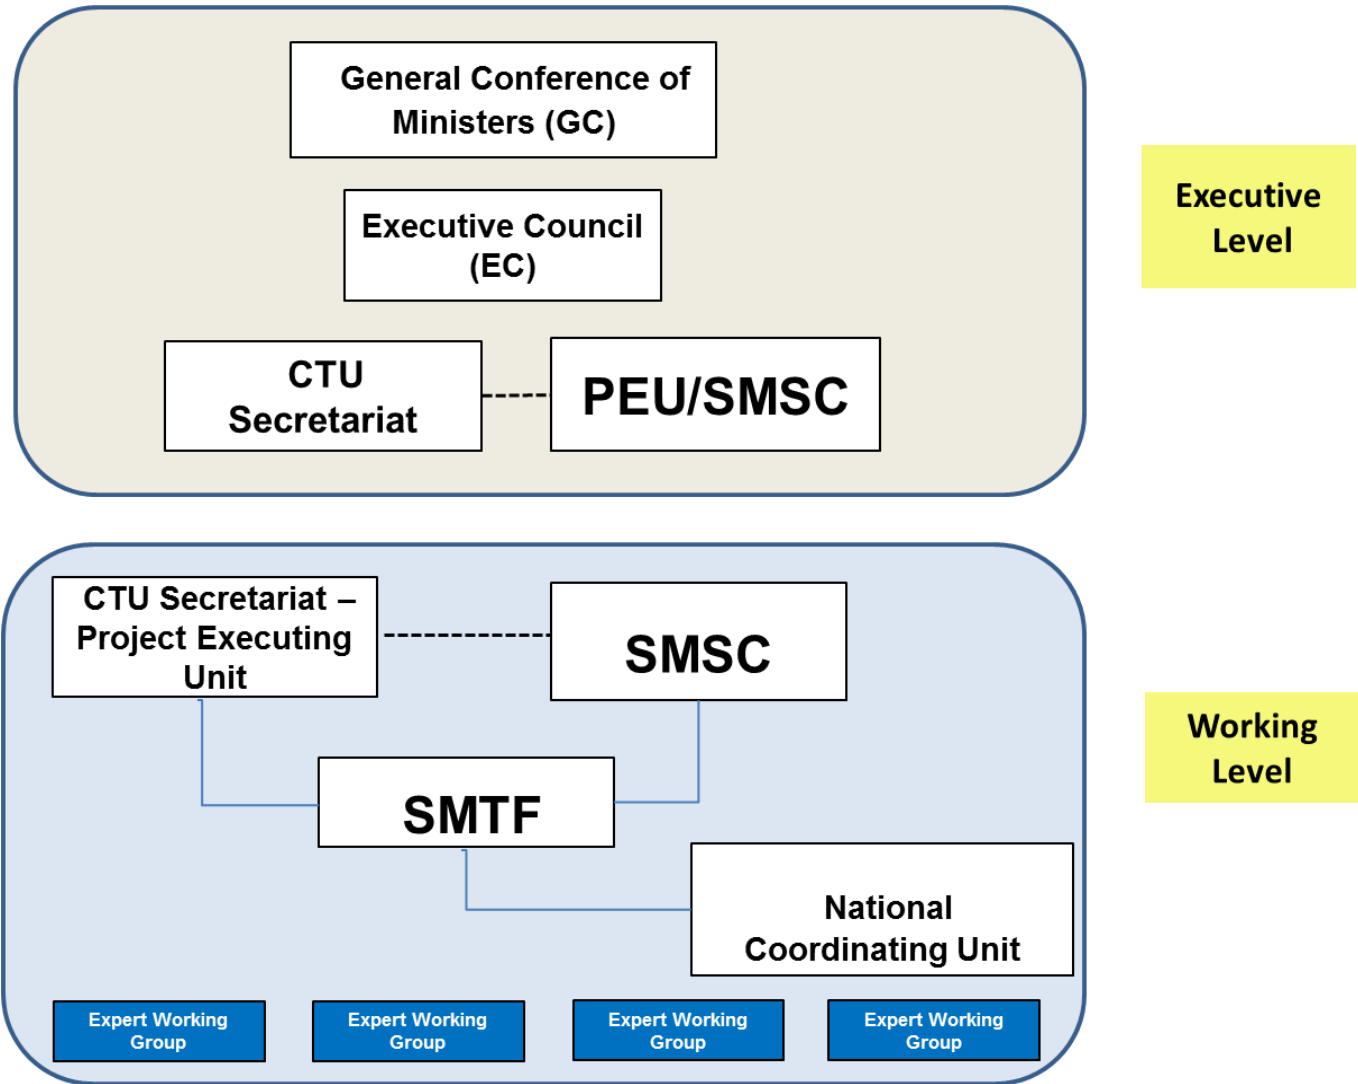 General Conference of
Ministers (GC)
Executive Council
(EC)
CTU
Secretariat
PEU/SMSC
Executive
Level
CTU Secretariat –
Project Executing
Unit
SMSC
SMTF
National
Coordinating Unit
Working
Level
Expert Working
Group
Expert Working
Group
Expert Working
Group
Expert Working
Group